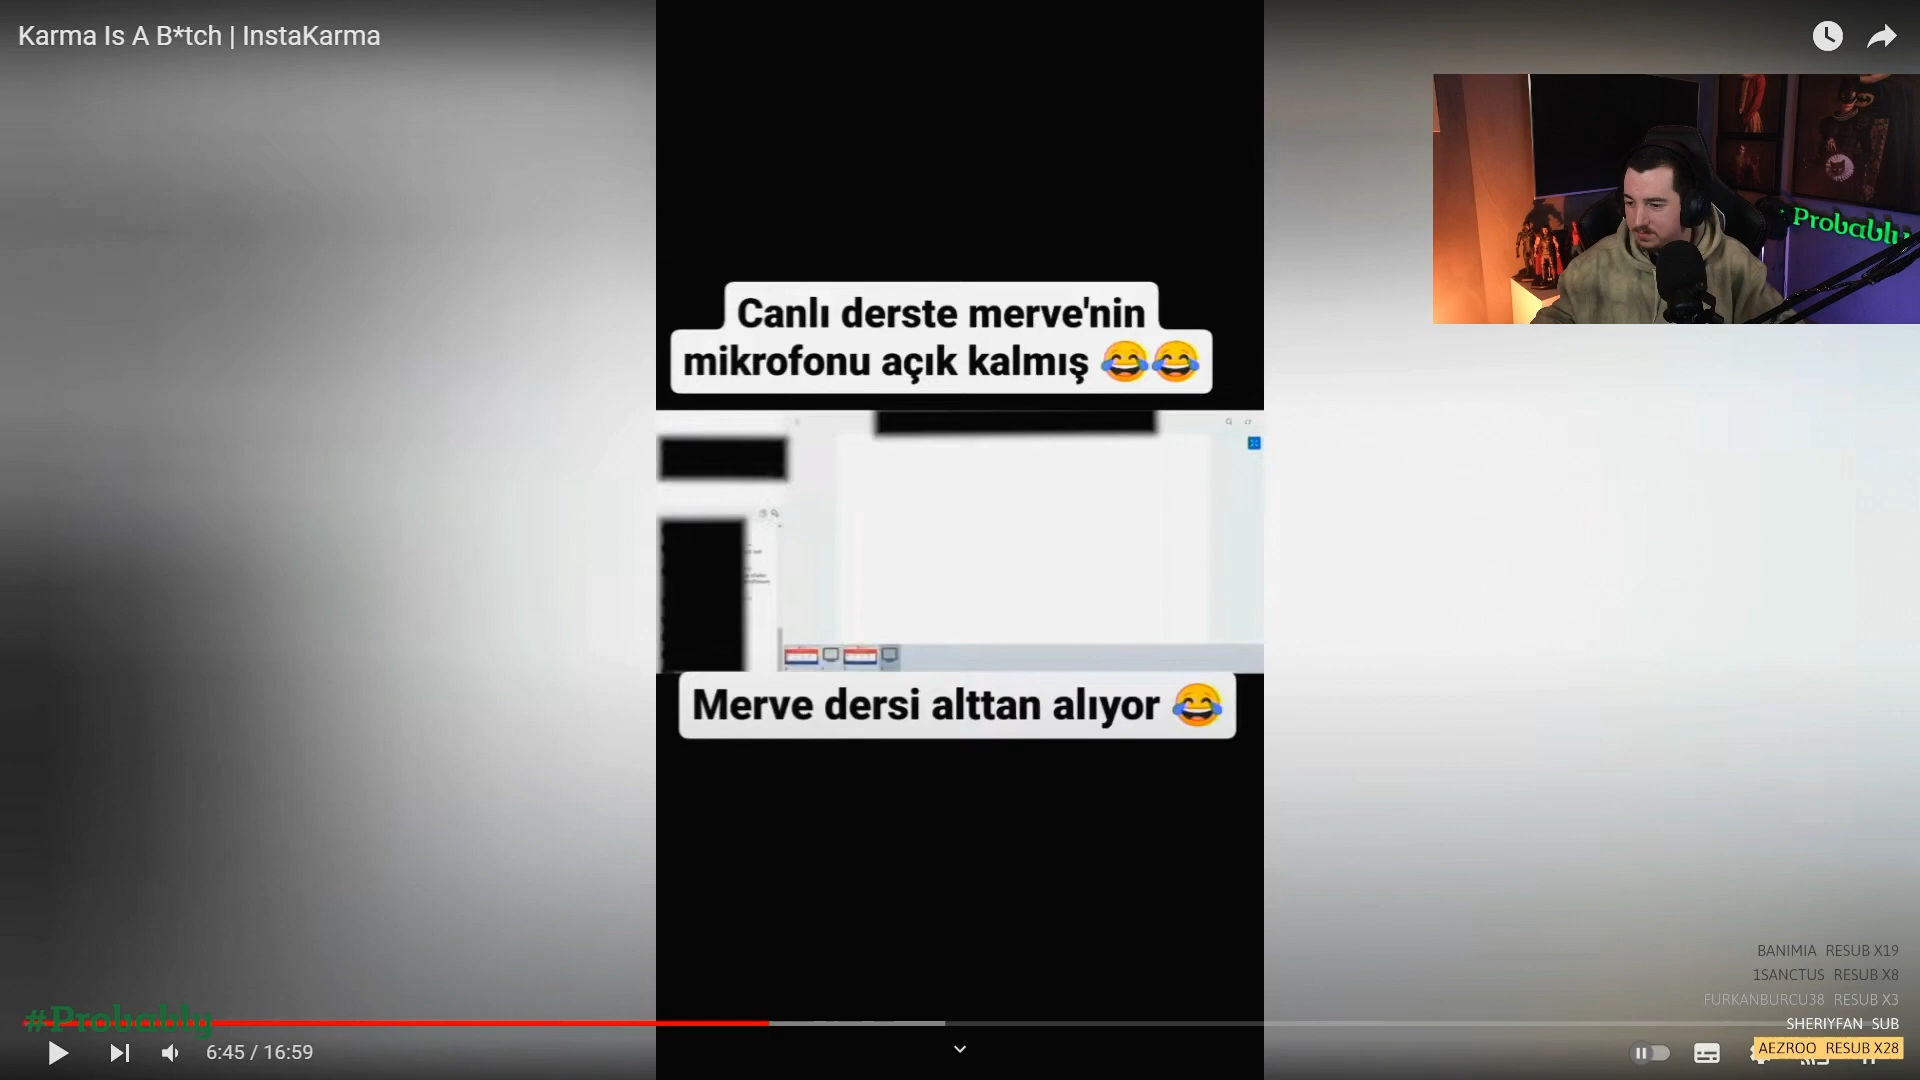 Karma Is A B*tch | InstaKarma
Probably
Canlı derste merve'nin
mikrofonu açık kalmış 😂😂
Merve dersi alttan alıyor 😂
BANIMIA RESUB X19
1SANCTUS RESUB X8
FURKANBURCU38 RESUB X3
SHERIYFAN SUB
AEZROO RESUB X28
#Probably
6:45 / 16:59